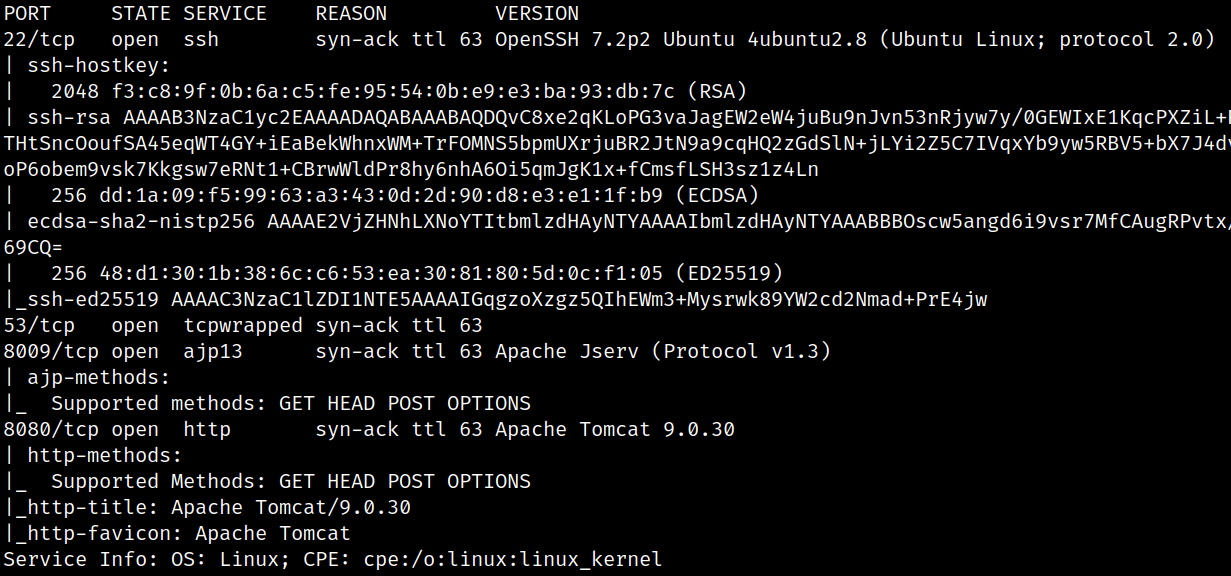 PORT     STATE SERVICE    REASON         VERSION
22/tcp   open  ssh        syn-ack ttl 63 OpenSSH 7.2p2 Ubuntu 4ubuntu2.8 (Ubuntu Linux; protocol 2.0)
| ssh-hostkey:
|   2048 f3:c8:9f:0b:6a:c5:fe:95:54:0b:e9:e3:ba:93:db:7c (RSA)
| ssh-rsa AAAAB3NzaC1yc2EAAAADAQABAAABAQDQvC8xe2qKLoPG3vaJagEW2eW4juBu9nJvn53nRjyw7y/0GEWIxE1KqcPXZiL+
THtSncOoufSA45eqWT4GY+iEaBekWhnxWM+TrFOMNS5bpmUXrjuBR2JtN9a9cqHQ2zGdSlN+jLYi2Z5C7IVqxYb9yw5RBV5+bX7J4d
oP6obem9vsk7Kkgsw7eRNt1+CBrwWldPr8hy6nhA6Oi5qmJgK1x+fCmsfLSH3sz1z4Ln
|   256 dd:1a:09:f5:99:63:a3:43:0d:2d:90:d8:e3:e1:1f:b9 (ECDSA)
| ecdsa-sha2-nistp256 AAAAE2VjZHNhLXNoYTItbmlzdHAyNTYAAAAIbmlzdHAyNTYAAABBBOscw5angd6i9vsr7MfCAugRPvtx/
69CQ=
|   256 48:d1:30:1b:38:6c:c6:53:ea:30:81:80:5d:0c:f1:05 (ED25519)
|_ssh-ed25519 AAAAC3NzaC1lZDI1NTE5AAAAIGqgzoXzgz5QIhEWm3+Mysrwk89YW2cd2Nmad+PrE4jw
53/tcp   open  tcpwrapped syn-ack ttl 63
8009/tcp open  ajp13      syn-ack ttl 63 Apache Jserv (Protocol v1.3)
| ajp-methods:
|_  Supported methods: GET HEAD POST OPTIONS
8080/tcp open  http       syn-ack ttl 63 Apache Tomcat 9.0.30
| http-methods:
|_  Supported Methods: GET HEAD POST OPTIONS
|_http-title: Apache Tomcat/9.0.30
|_http-favicon: Apache Tomcat
Service Info: OS: Linux; CPE: cpe:/o:linux:linux_kernel